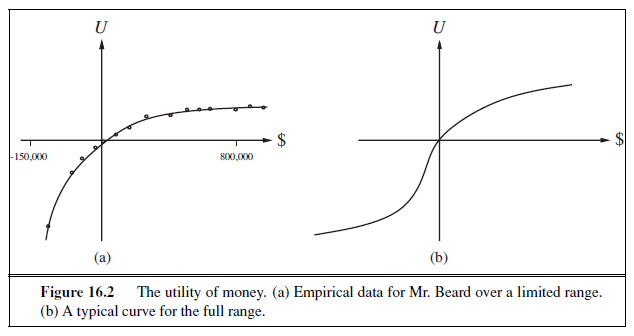 U
U
$
$
-150,000
800,000
(a)
(b)
Figure 16.2 The utility of money. (a) Empirical data for Mr. Beard over a limited range.
(b) A typical curve for the full range.